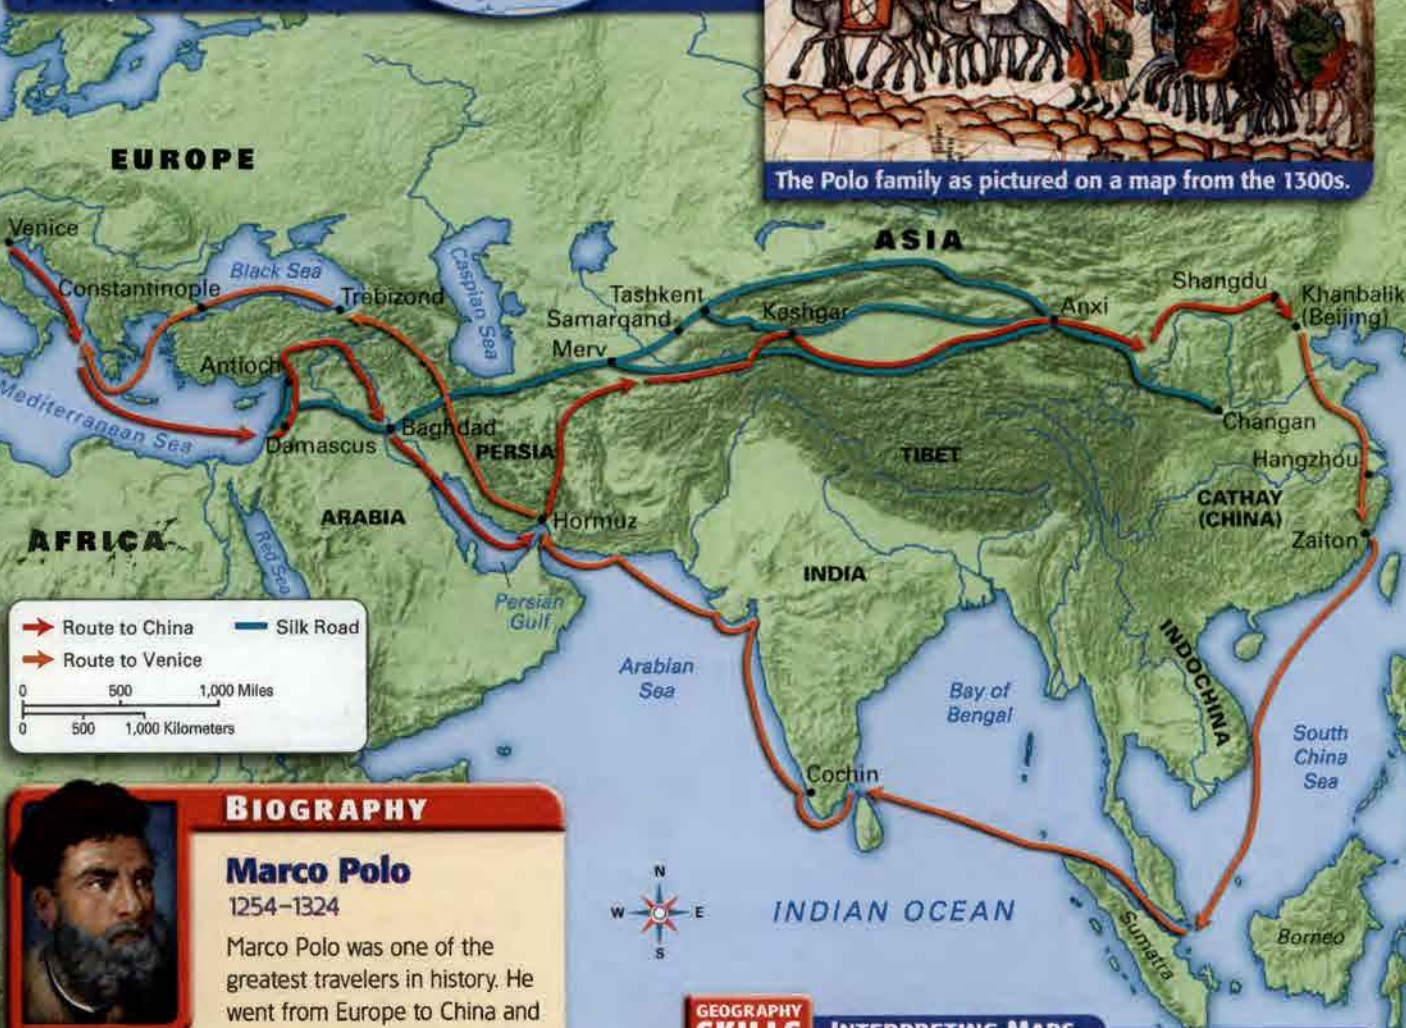 The Polo family as pictured on a map from the 1300s.
EUROPE
ASIA
Venice
Black Sea
Caspian Sea
Constantinople
Trebizond
Tashkent
Kashgar
Anxi
Shangdu
Khanbalik
(Beijing)
Samarqand
Merv
Antioch
Mediterranean Sea
Damascus
Baghdad
PERSIA
TIBET
Changan
Hangzhou
CATHAY
(CHINA)
Zaiton
AFRICA
ARABIA
Red Sea
Hormuz
INDIA
Persian
Gulf
INDOCHINA
Route to China
Silk Road
Route to Venice
0 500 1,000 Miles
0 500 1,000 Kilometers
Arabian
Sea
Bay of
Bengal
South
China
Sea
Cochin
BIOGRAPHY
Marco Polo
1254–1324
Marco Polo was one of the
greatest travelers in history. He
went from Europe to China and
N
W E
S
INDIAN OCEAN
Sumatra
Borneo
GEOGRAPHY
SKILLS
INTERPRETING MAPS